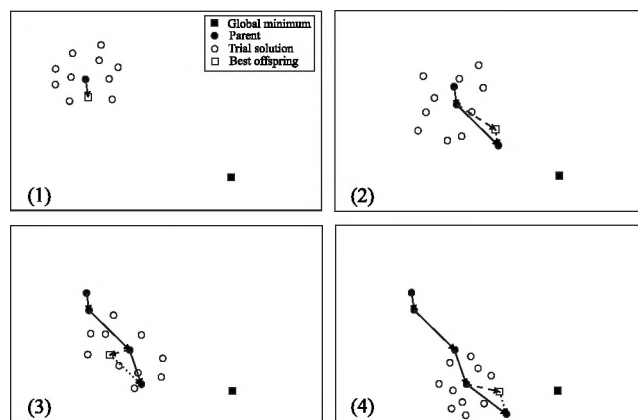 Global minimum
Parent
Trial solution
Best offspring
(1)
(2)
(3)
(4)